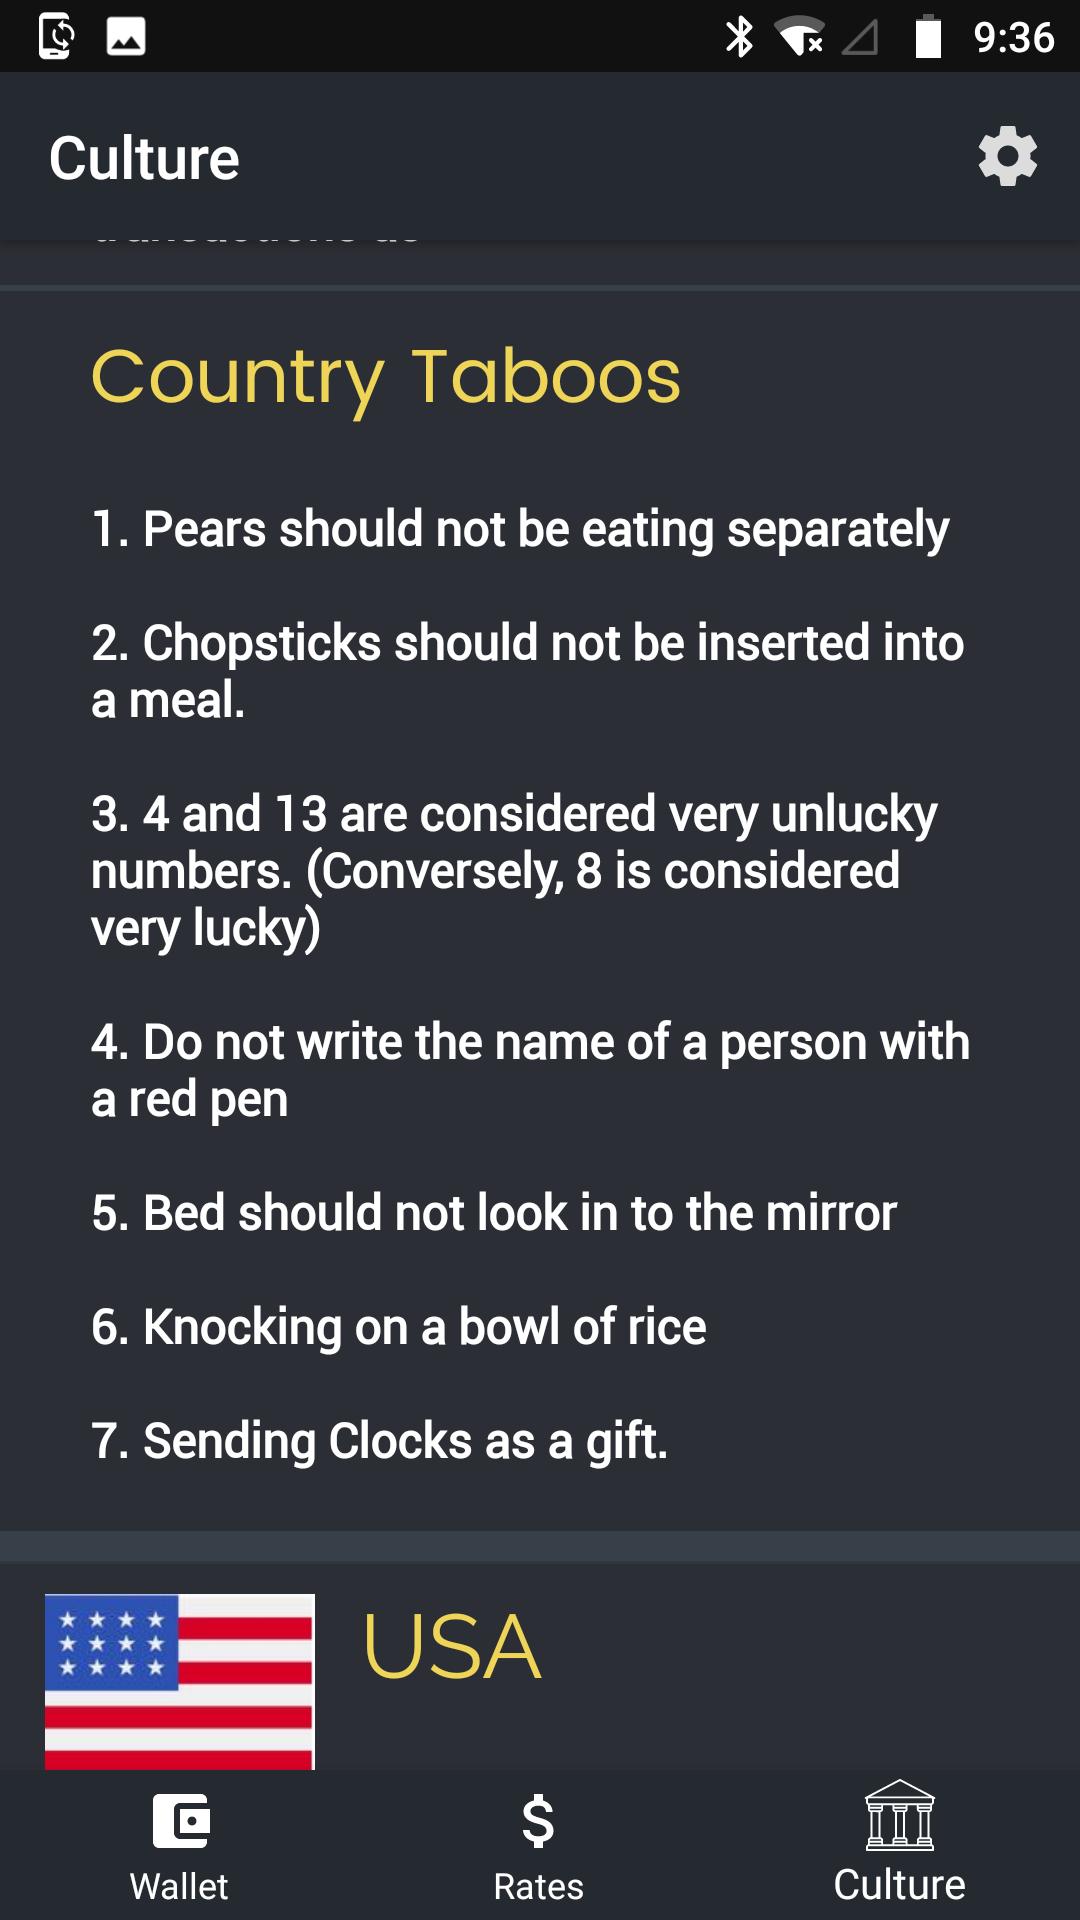 9:36
Culture
Country Taboos
1. Pears should not be eating separately
2. Chopsticks should not be inserted into
a meal.
3. 4 and 13 are considered very unlucky
numbers. (Conversely, 8 is considered
very lucky)
4. Do not write the name of a person with
a red pen
5. Bed should not look in to the mirror
6. Knocking on a bowl of rice
7. Sending Clocks as a gift.
USA
Wallet
Rates
Culture